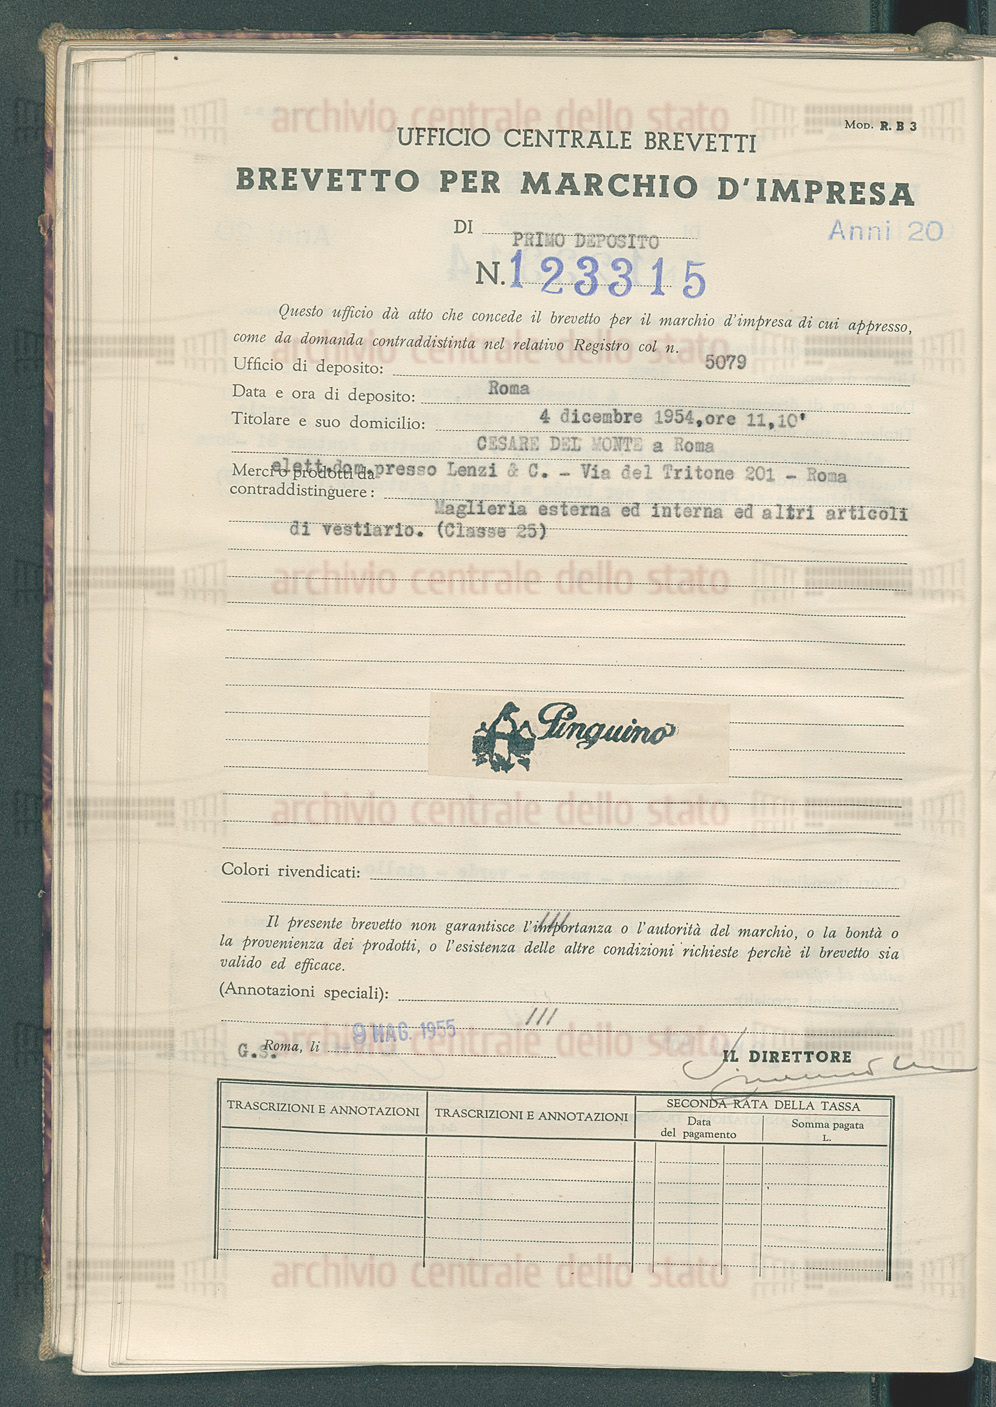 Mod. R. B 3
UFFICIO CENTRALE BREVETTI
BREVETTO PER MARCHIO D'IMPRESA
DI PRIMO DEPOSITO
Anni 20
N. 123315
Questo ufficio dà atto che concede il brevetto per il marchio d'impresa di cui appresso,
come da domanda contraddistinta nel relativo Registro col n. 5079
Ufficio di deposito:
Roma
Data e ora di deposito:
4 dicembre 1954, ore 11,10'
Titolare e suo domicilio:
CESARE DEL MONTE a Roma
elett.dom.presso Lenzi & C. - Via del Tritone 201 - Roma
Merci o prodotti da
contraddistinguere:
Maglieria esterna ed interna ed altri articoli
di vestiario. (Classe 25)
Pinguino
Colori rivendicati:
///
Il presente brevetto non garantisce l'importanza o l'autorità del marchio, o la bontà o
la provenienza dei prodotti, o l'esistenza delle altre condizioni richieste perchè il brevetto sia
valido ed efficace.
(Annotazioni speciali):
///
G.S. Roma, li 9 MAG. 1955
IL DIRETTORE
TRASCRIZIONI E ANNOTAZIONI
TRASCRIZIONI E ANNOTAZIONI
SECONDA RATA DELLA TASSA
Data
del pagamento
Somma pagata
L.
archivio centrale dello stato
archivio centrale dello stato
archivio centrale dello stato
archivio centrale dello stato
archivio centrale dello stato
archivio centrale dello stato